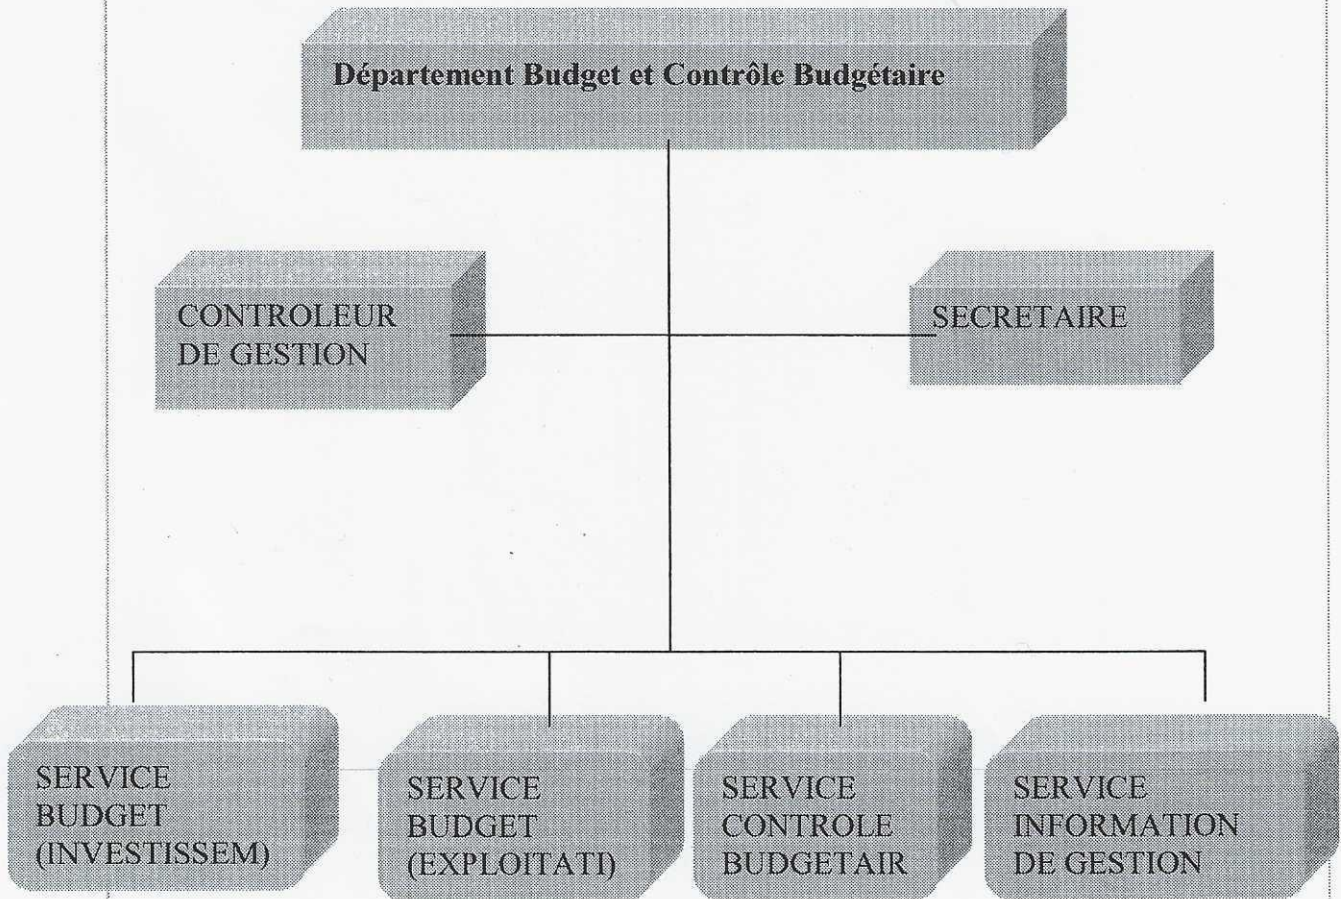 Département Budget et Contrôle Budgétaire
CONTROLEUR
DE GESTION
SECRETAIRE
SERVICE
BUDGET
(INVESTISSEM)
SERVICE
BUDGET
(EXPLOITATI)
SERVICE
CONTROLE
BUDGETAIR
SERVICE
INFORMATION
DE GESTION